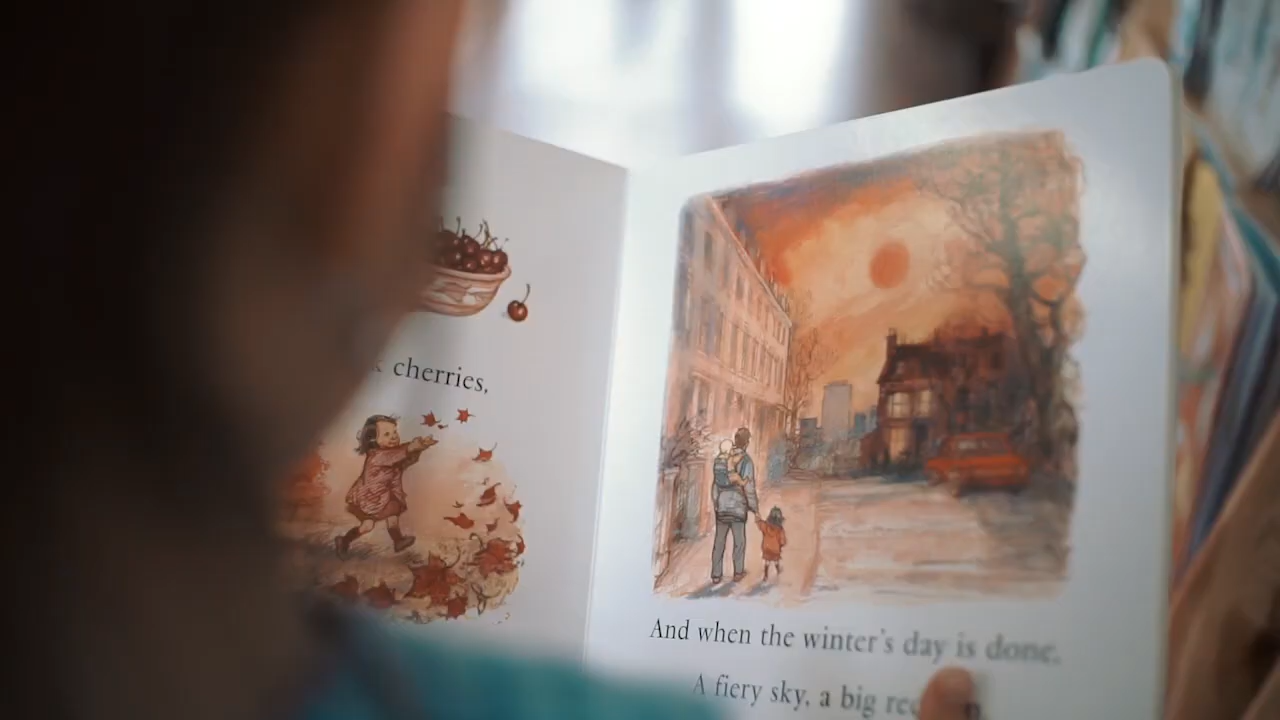 cherries,
And when the winter's day is done,
A fiery sky, a big